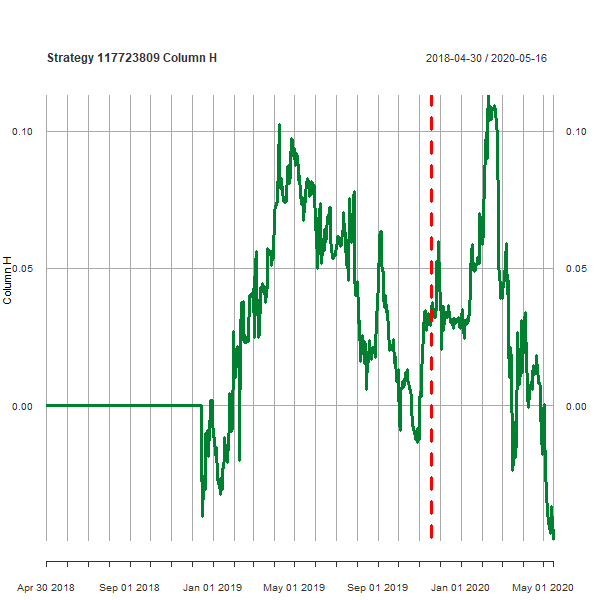 Strategy 117723809 Column H
2018-04-30 / 2020-05-16
0.10
0.10
0.05
0.05
0.00
0.00
Column H
Apr 30 2018
Sep 01 2018
Jan 01 2019
May 01 2019
Sep 01 2019
Jan 01 2020
May 01 2020